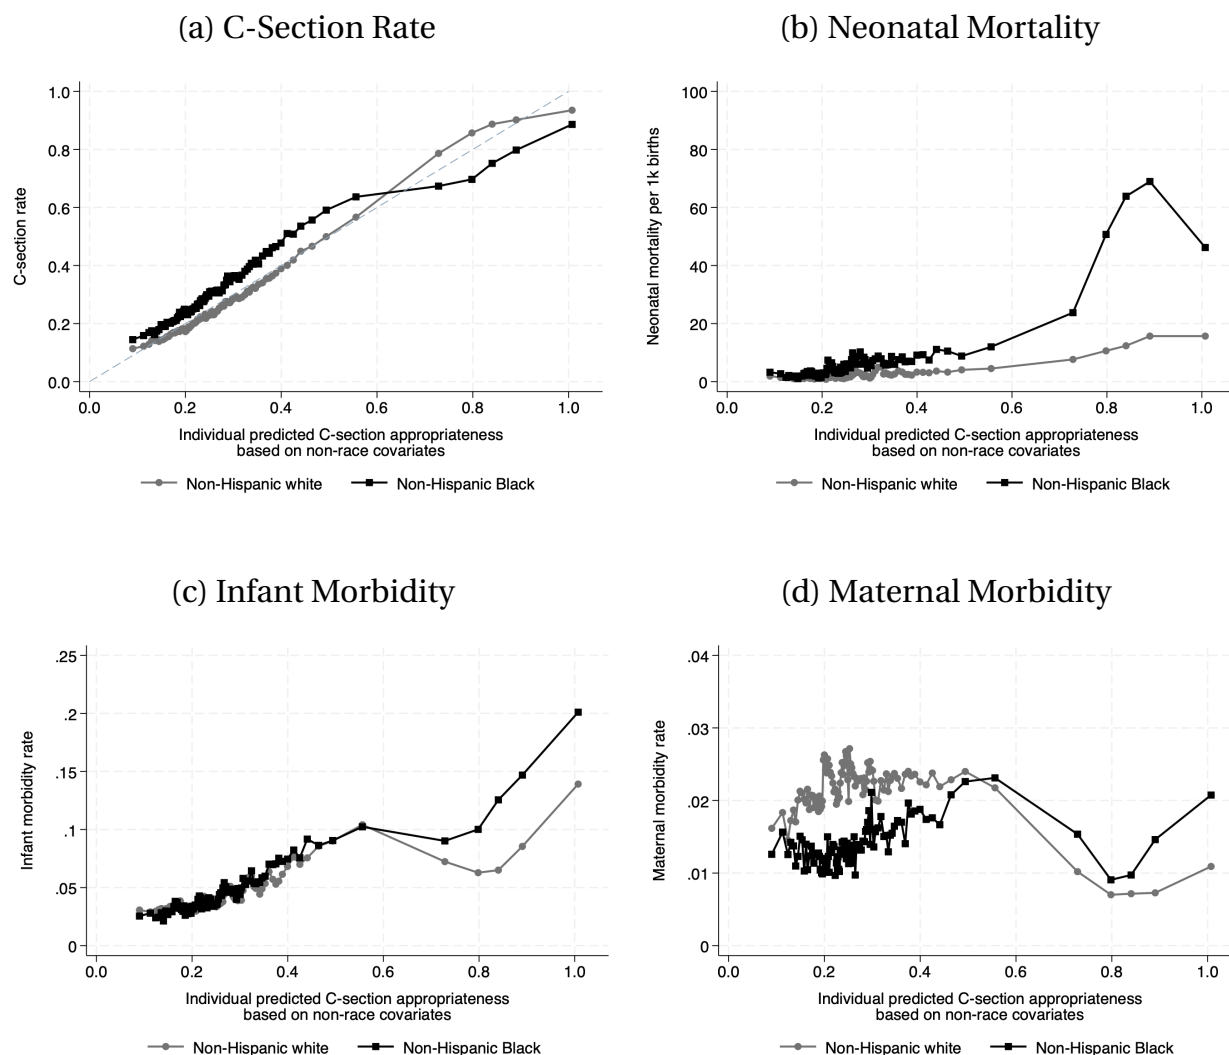 (a) C-Section Rate
1.0
0.8
0.6
0.4
0.2
0.0
C-section rate
0.0 0.2 0.4 0.6 0.8 1.0
Individual predicted C-section appropriateness
based on non-race covariates
Non-Hispanic white Non-Hispanic Black
(b) Neonatal Mortality
100
80
60
40
20
0
Neonatal mortality per 1k births
0.0 0.2 0.4 0.6 0.8 1.0
Individual predicted C-section appropriateness
based on non-race covariates
Non-Hispanic white Non-Hispanic Black
(c) Infant Morbidity
.25
.2
.15
.1
.05
0
Infant morbidity rate
0.0 0.2 0.4 0.6 0.8 1.0
Individual predicted C-section appropriateness
based on non-race covariates
Non-Hispanic white Non-Hispanic Black
(d) Maternal Morbidity
.04
.03
.02
.01
0
Maternal morbidity rate
0.0 0.2 0.4 0.6 0.8 1.0
Individual predicted C-section appropriateness
based on non-race covariates
Non-Hispanic white Non-Hispanic Black